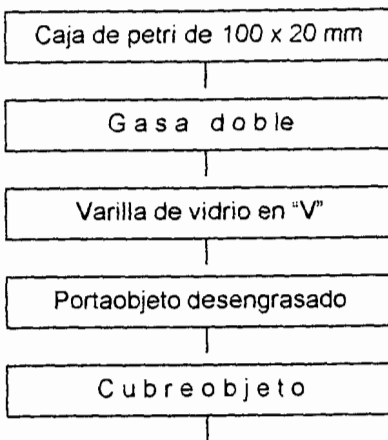 Caja de petri de 100 x 20 mm
Gasa doble
Varilla de vidrio en "V"
Portaobjeto desengrasado
Cubreobjeto